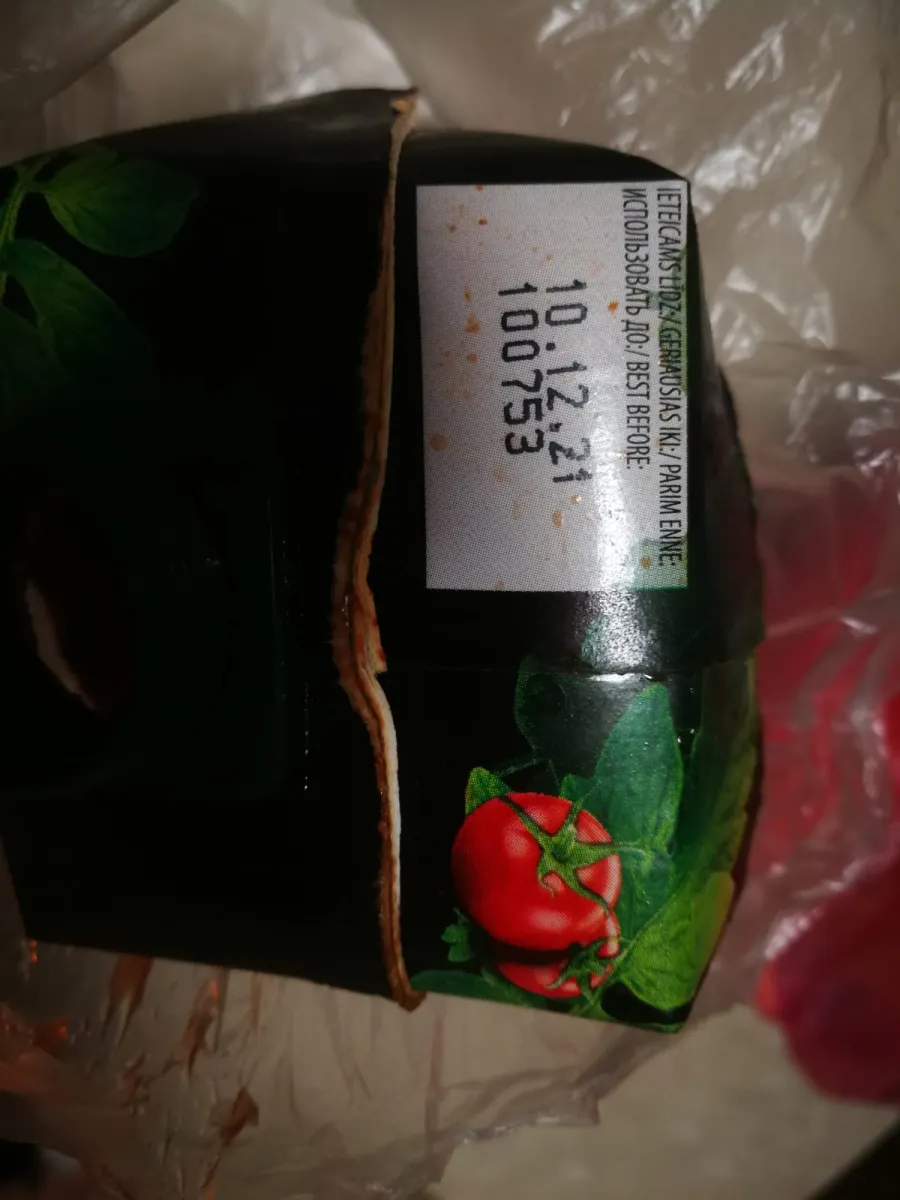 IETEICAMS LĪDZ:/ GERIAUSIAS IKI:/ PARIM ENNE:
ИСПОЛЬЗОВАТЬ ДО:/ BEST BEFORE:
10.12.21
100753